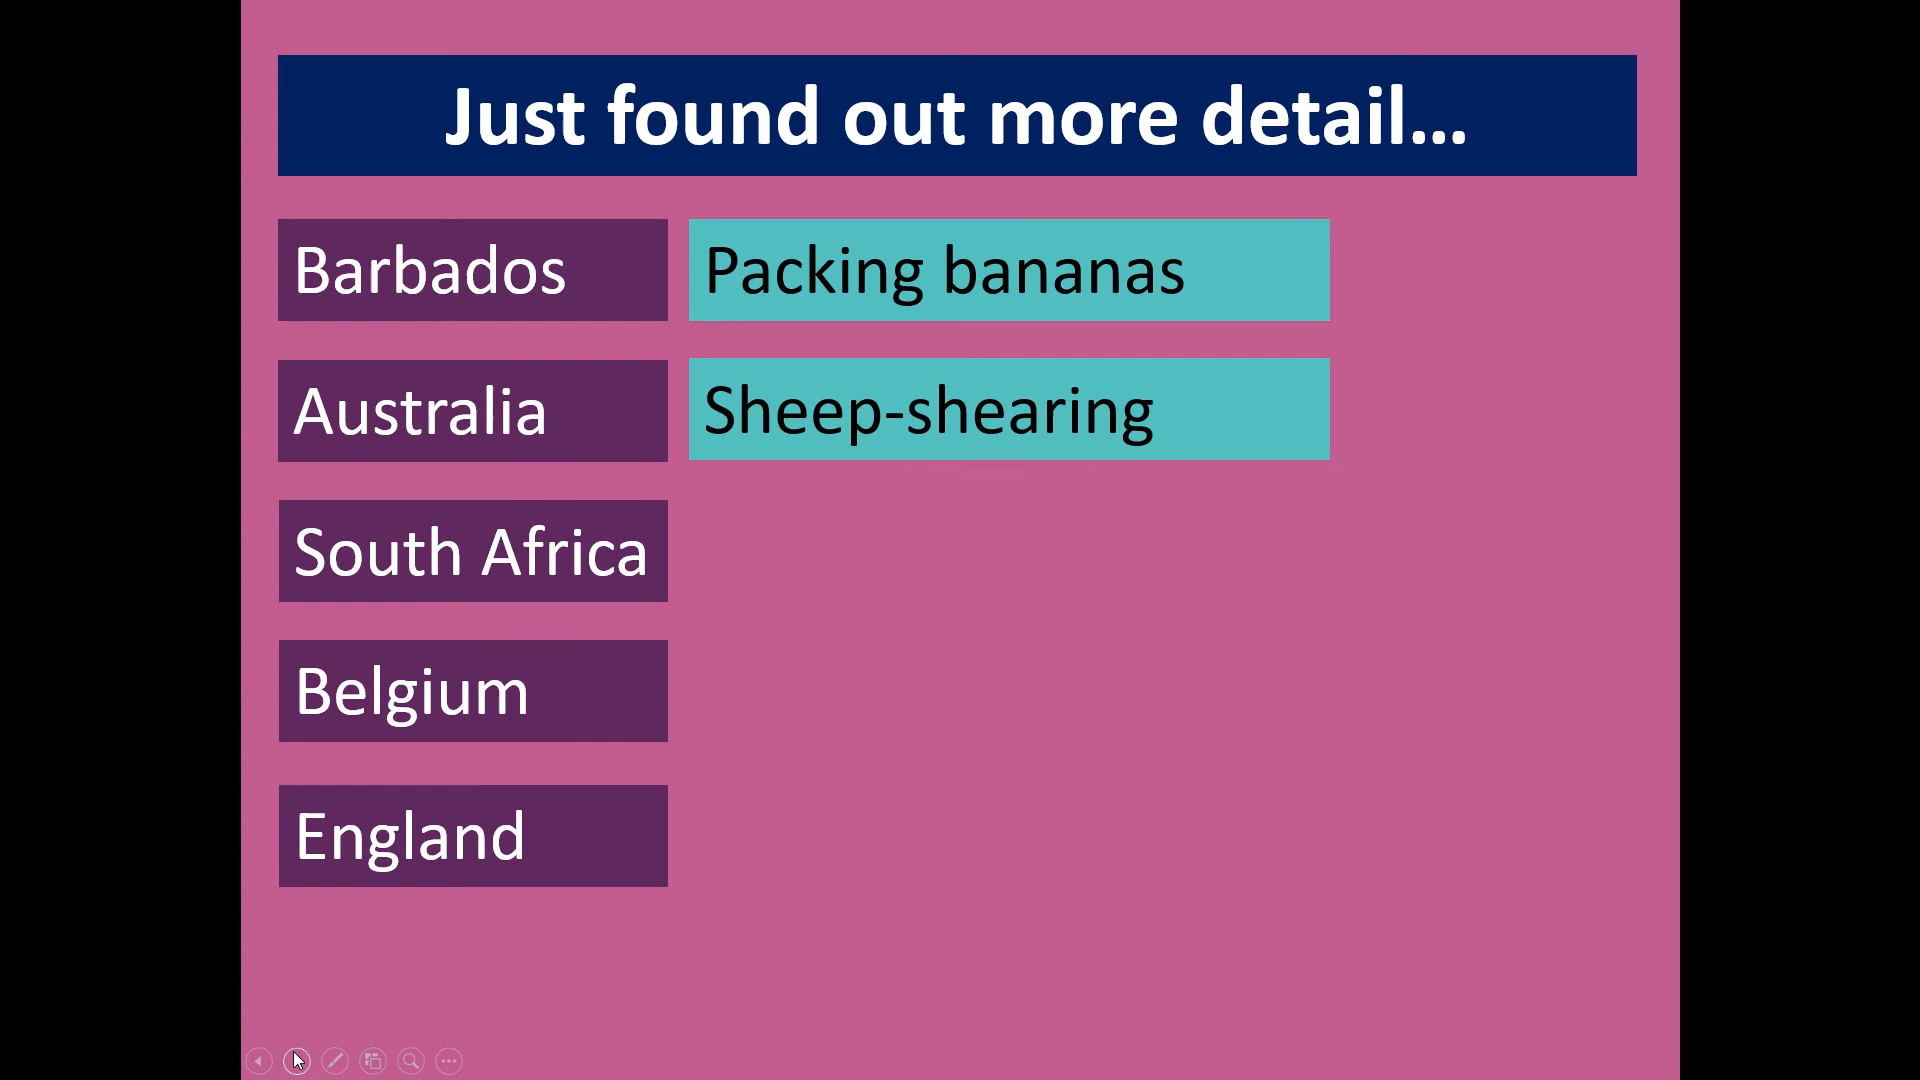 Just found out more detail...
Barbados
Packing bananas
Australia
Sheep-shearing
South Africa
Belgium
England